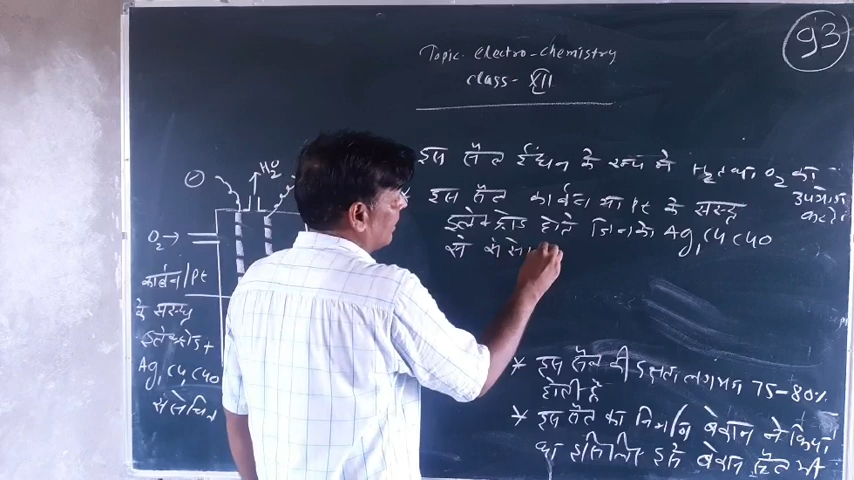 93
Topic. electro-chemistry
class- XII
इस सैल ईंधन के रूप में H2 तथा O2 का
उपयोग
करते है
इस सैल कार्बन या Pt के सरन्ध्र
इलेक्ट्रोड होते जिनको Ag, Cu, CuO
से संसे
⊖
H2O
O2→
कार्बन/Pt
के सरन्ध्र
इलेक्ट्रोड +
Ag, Cu, CuO
संसेचित
* इस सैल की दक्षता लगभग 75-80%
होती है
* इस सैल का निर्माण बेकन ने किया
था इसलिए इसे बेकन सैल भी